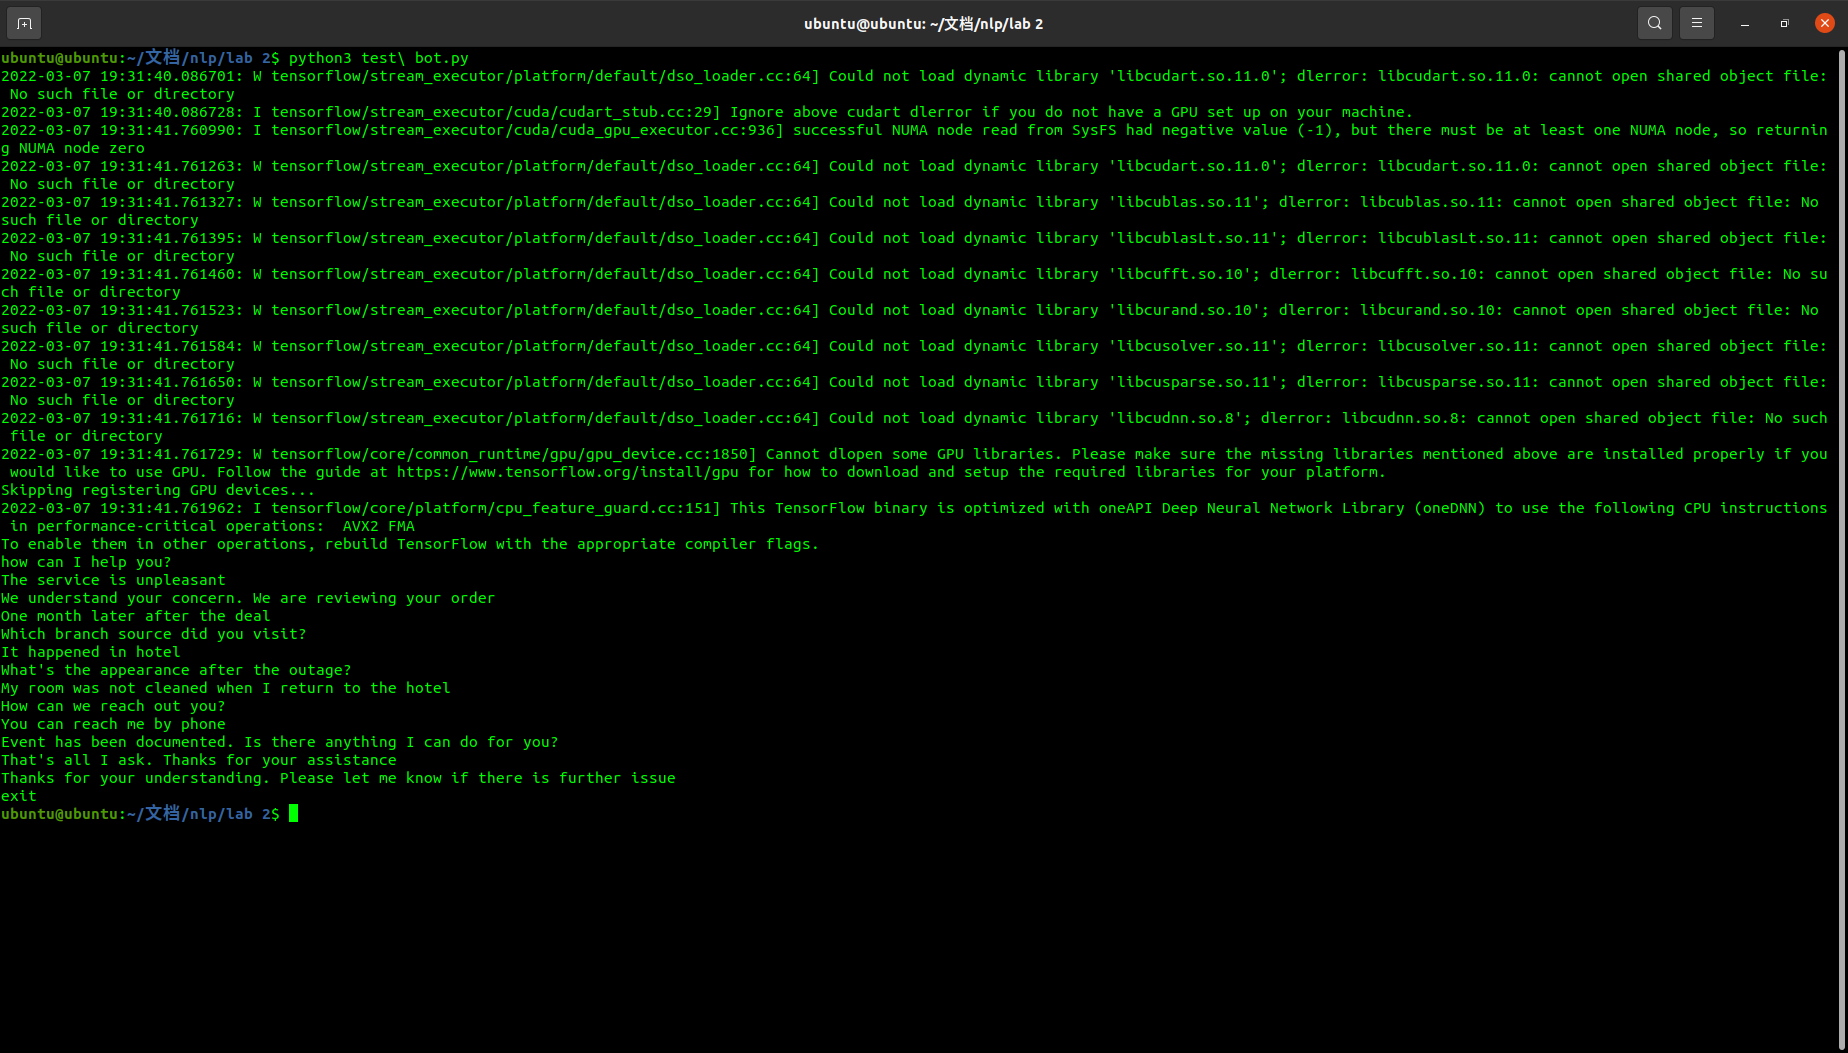 ubuntu@ubuntu: ~/文档/nlp/lab 2
ubuntu@ubuntu:~/文档/nlp/lab 2$ python3 test\ bot.py
2022-03-07 19:31:40.086701: W tensorflow/stream_executor/platform/default/dso_loader.cc:64] Could not load dynamic library 'libcudart.so.11.0'; dlerror: libcudart.so.11.0: cannot open shared object file:
 No such file or directory
2022-03-07 19:31:40.086728: I tensorflow/stream_executor/cuda/cudart_stub.cc:29] Ignore above cudart dlerror if you do not have a GPU set up on your machine.
2022-03-07 19:31:41.760990: I tensorflow/stream_executor/cuda/cuda_gpu_executor.cc:936] successful NUMA node read from SysFS had negative value (-1), but there must be at least one NUMA node, so returnin
g NUMA node zero
2022-03-07 19:31:41.761263: W tensorflow/stream_executor/platform/default/dso_loader.cc:64] Could not load dynamic library 'libcudart.so.11.0'; dlerror: libcudart.so.11.0: cannot open shared object file:
 No such file or directory
2022-03-07 19:31:41.761327: W tensorflow/stream_executor/platform/default/dso_loader.cc:64] Could not load dynamic library 'libcublas.so.11'; dlerror: libcublas.so.11: cannot open shared object file: No
such file or directory
2022-03-07 19:31:41.761395: W tensorflow/stream_executor/platform/default/dso_loader.cc:64] Could not load dynamic library 'libcublasLt.so.11'; dlerror: libcublasLt.so.11: cannot open shared object file:
 No such file or directory
2022-03-07 19:31:41.761460: W tensorflow/stream_executor/platform/default/dso_loader.cc:64] Could not load dynamic library 'libcufft.so.10'; dlerror: libcufft.so.10: cannot open shared object file: No su
ch file or directory
2022-03-07 19:31:41.761523: W tensorflow/stream_executor/platform/default/dso_loader.cc:64] Could not load dynamic library 'libcurand.so.10'; dlerror: libcurand.so.10: cannot open shared object file: No
such file or directory
2022-03-07 19:31:41.761584: W tensorflow/stream_executor/platform/default/dso_loader.cc:64] Could not load dynamic library 'libcusolver.so.11'; dlerror: libcusolver.so.11: cannot open shared object file:
 No such file or directory
2022-03-07 19:31:41.761650: W tensorflow/stream_executor/platform/default/dso_loader.cc:64] Could not load dynamic library 'libcusparse.so.11'; dlerror: libcusparse.so.11: cannot open shared object file:
 No such file or directory
2022-03-07 19:31:41.761716: W tensorflow/stream_executor/platform/default/dso_loader.cc:64] Could not load dynamic library 'libcudnn.so.8'; dlerror: libcudnn.so.8: cannot open shared object file: No such
 file or directory
2022-03-07 19:31:41.761729: W tensorflow/core/common_runtime/gpu/gpu_device.cc:1850] Cannot dlopen some GPU libraries. Please make sure the missing libraries mentioned above are installed properly if you
 would like to use GPU. Follow the guide at https://www.tensorflow.org/install/gpu for how to download and setup the required libraries for your platform.
Skipping registering GPU devices...
2022-03-07 19:31:41.761962: I tensorflow/core/platform/cpu_feature_guard.cc:151] This TensorFlow binary is optimized with oneAPI Deep Neural Network Library (oneDNN) to use the following CPU instructions
 in performance-critical operations:  AVX2 FMA
To enable them in other operations, rebuild TensorFlow with the appropriate compiler flags.
how can I help you?
The service is unpleasant
We understand your concern. We are reviewing your order
One month later after the deal
Which branch source did you visit?
It happened in hotel
What's the appearance after the outage?
My room was not cleaned when I return to the hotel
How can we reach out you?
You can reach me by phone
Event has been documented. Is there anything I can do for you?
That's all I ask. Thanks for your assistance
Thanks for your understanding. Please let me know if there is further issue
exit
ubuntu@ubuntu:~/文档/nlp/lab 2$